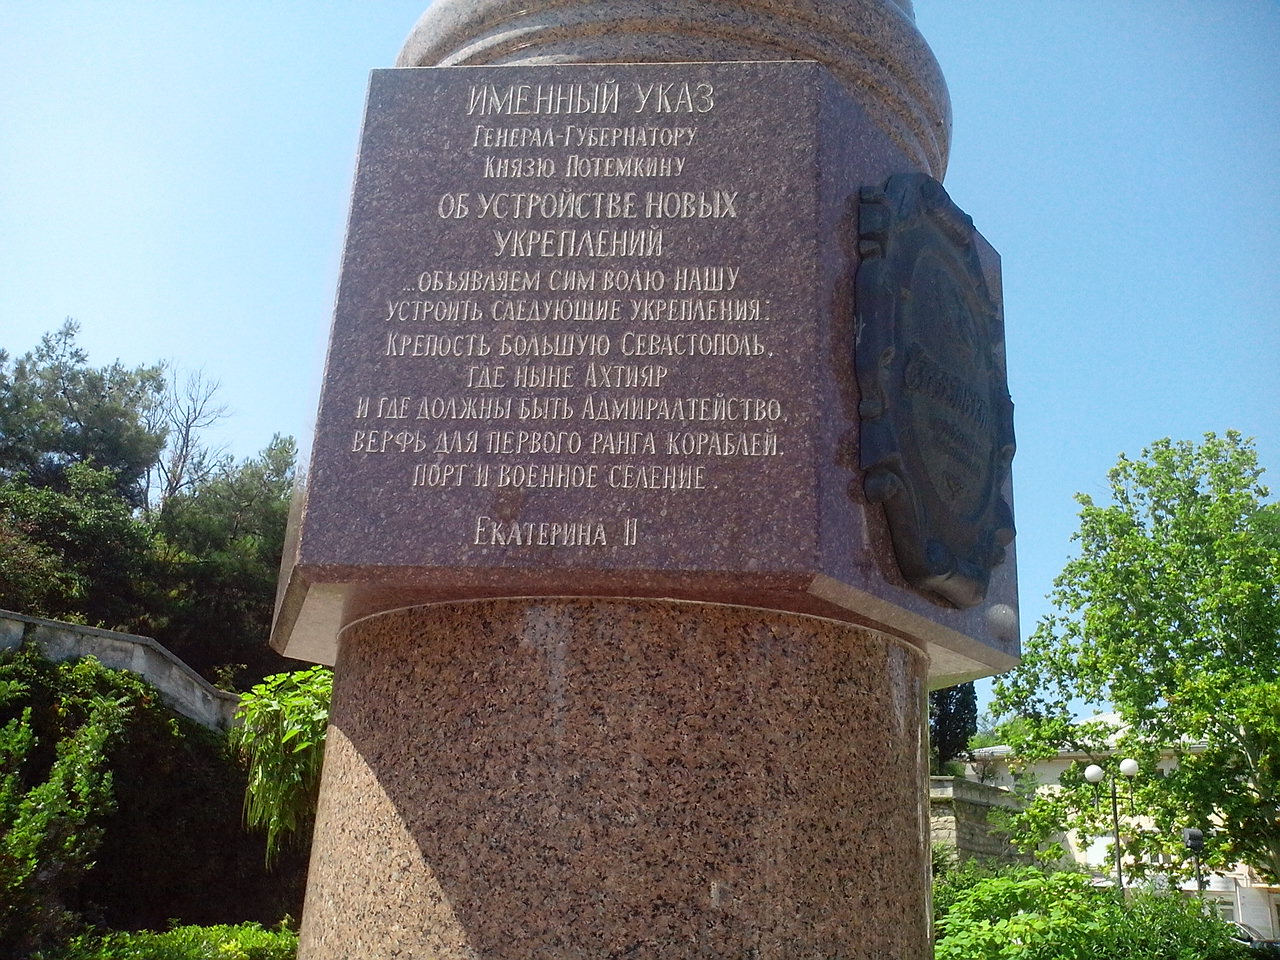 ИМЕННЫЙ УКАЗ
ГЕНЕРАЛ-ГУБЕРНАТОРУ
КНЯЗЮ ПОТЕМКИНУ
ОБ УСТРОЙСТВЕ НОВЫХ
УКРЕПЛЕНИЙ
...ОБЪЯВЛЯЕМ СИМ ВОЛЮ НАШУ
УСТРОИТЬ СЛЕДУЮЩИЕ УКРЕПЛЕНИЯ:
КРЕПОСТЬ БОЛЬШУЮ СЕВАСТОПОЛЬ,
ГДЕ НЫНЕ АХТИЯР
И ГДЕ ДОЛЖНЫ БЫТЬ АДМИРАЛТЕЙСТВО,
ВЕРФЬ ДЛЯ ПЕРВОГО РАНГА КОРАБЛЕЙ,
ПОРТ И ВОЕННОЕ СЕЛЕНИЕ.
ЕКАТЕРИНА II